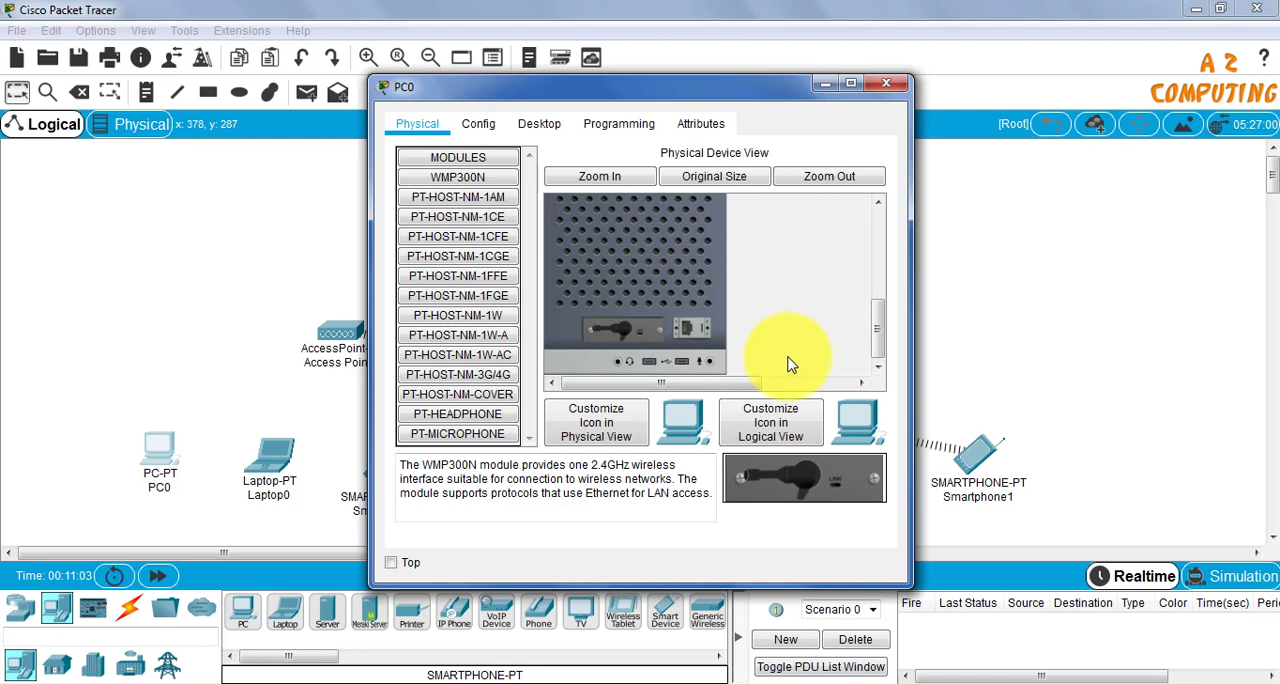 Cisco Packet Tracer
File Edit Options View Tools Extensions Help
A Z
COMPUTING
?
Logical
Physical
x: 378, y: 287
[Root]
05:27:00
PC0
Physical Config Desktop Programming Attributes
MODULES
WMP300N
PT-HOST-NM-1AM
PT-HOST-NM-1CE
PT-HOST-NM-1CFE
PT-HOST-NM-1CGE
PT-HOST-NM-1FFE
PT-HOST-NM-1FGE
PT-HOST-NM-1W
PT-HOST-NM-1W-A
PT-HOST-NM-1W-AC
PT-HOST-NM-3G/4G
PT-HOST-NM-COVER
PT-HEADPHONE
PT-MICROPHONE
Physical Device View
Zoom In
Original Size
Zoom Out
Customize
Icon in
Physical View
Customize
Icon in
Logical View
The WMP300N module provides one 2.4GHz wireless
interface suitable for connection to wireless networks. The
module supports protocols that use Ethernet for LAN access.
LINK
Top
AccessPoint-
Access Poin
PC-PT
PC0
Laptop-PT
Laptop0
SMAR
Sm
SMARTPHONE-PT
Smartphone1
Time: 00:11:03
Realtime
Simulation
PC
Laptop
Server
Meraki Server
Printer
IP Phone
VoIP
Device
Phone
TV
Wireless
Tablet
Smart
Device
Generic
Wireless
SMARTPHONE-PT
Scenario 0
New
Delete
Toggle PDU List Window
Fire Last Status Source Destination Type Color Time(sec) Peri